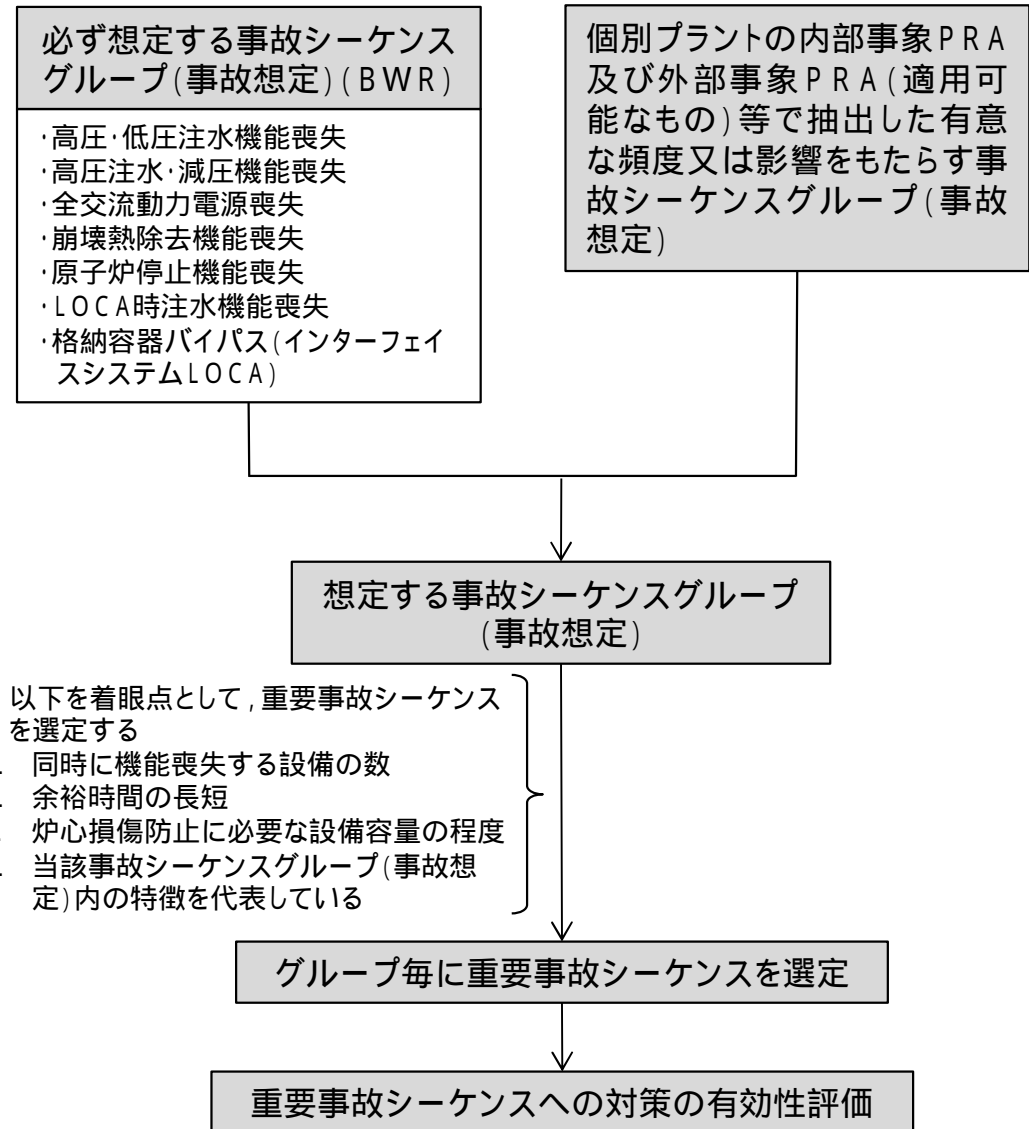 必ず想定する事故シーケンス
グループ(事故想定)(BWR)
・高圧・低圧注水機能喪失
・高圧注水・減圧機能喪失
・全交流動力電源喪失
・崩壊熱除去機能喪失
・原子炉停止機能喪失
・LOCA時注水機能喪失
・格納容器バイパス(インターフェイ
スシステムLOCA)
個別プラントの内部事象PRA
及び外部事象PRA(適用可
能なもの)等で抽出した有意
な頻度又は影響をもたらす事
故シーケンスグループ(事故
想定)
想定する事故シーケンスグループ
(事故想定)
以下を着眼点として,重要事故シーケンス
を選定する
同時に機能喪失する設備の数
余裕時間の長短
炉心損傷防止に必要な設備容量の程度
当該事故シーケンスグループ(事故想
定)内の特徴を代表している
グループ毎に重要事故シーケンスを選定
重要事故シーケンスへの対策の有効性評価